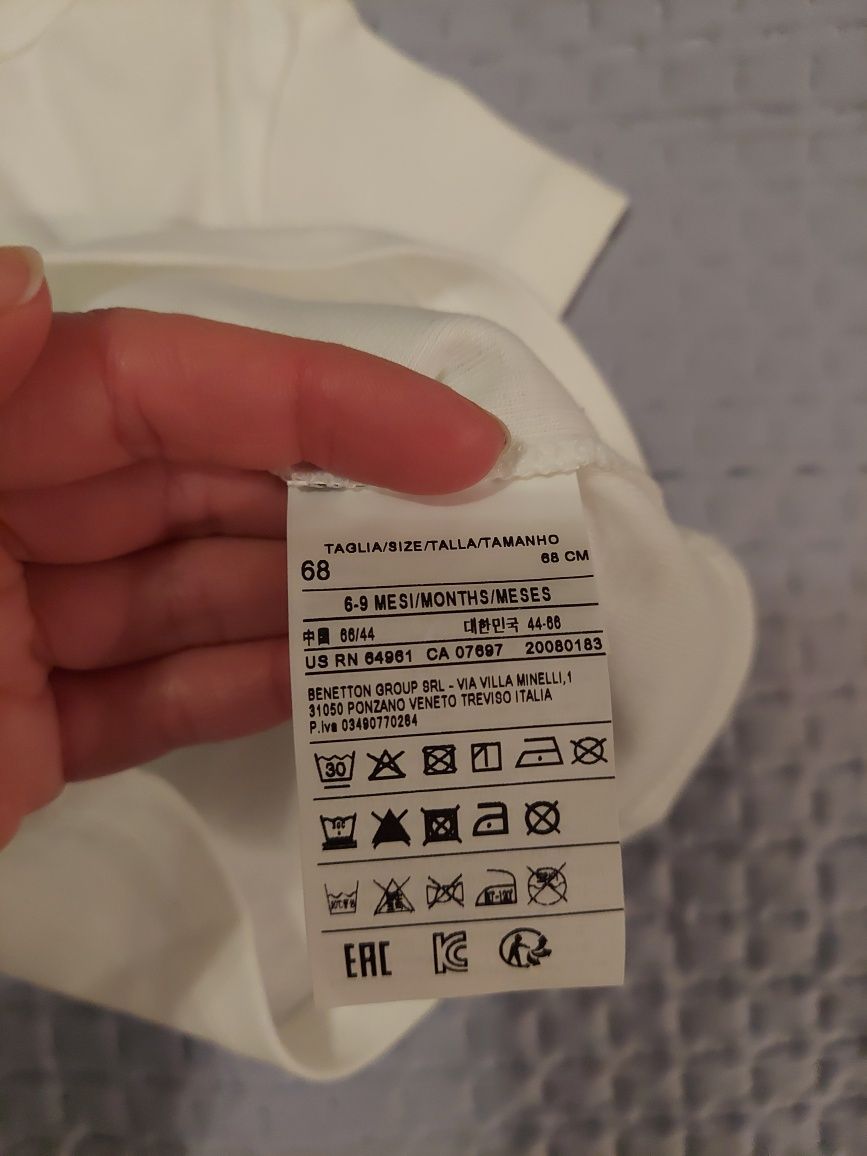 TAGLIA/SIZE/TALLA/TAMANHO
68 68 CM
6-9 MESI/MONTHS/MESES
中国 66/44 대한민국 44-66
US RN 64961 CA 07697 20080183
BENETTON GROUP SRL - VIA VILLA MINELLI,1
31050 PONZANO VENETO TREVISO ITALIA
P.iva 03490770264
30
EAC KC